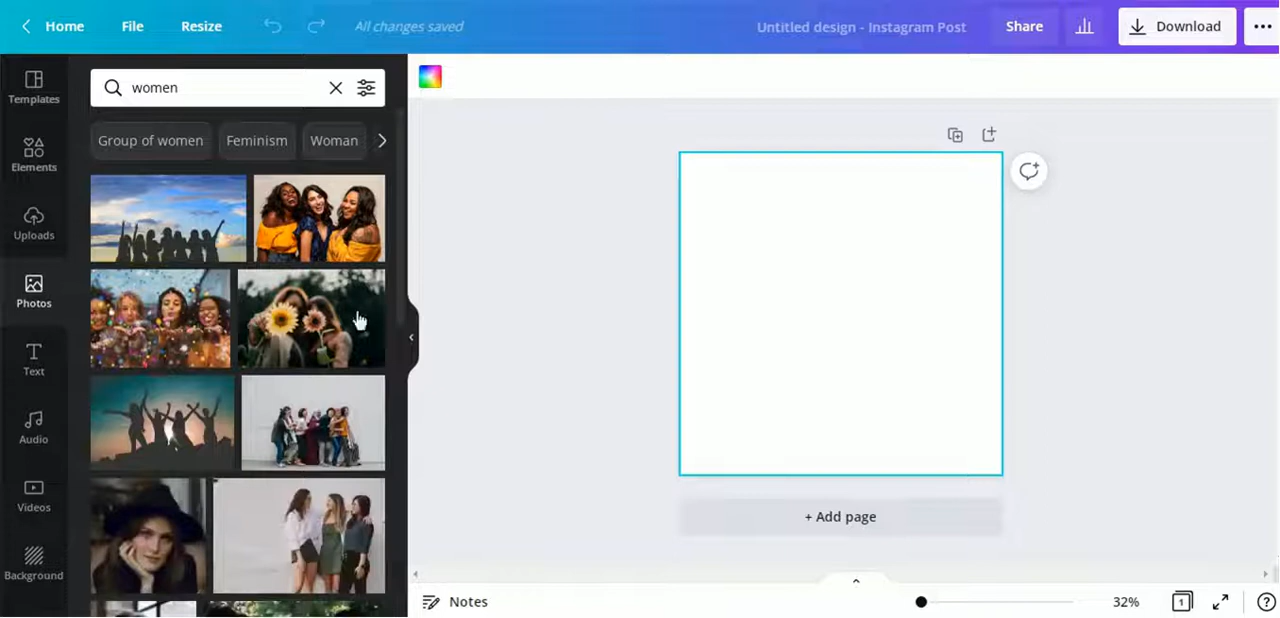 Home File Resize All changes saved Untitled design - Instagram Post Share Download
Templates
Elements
Uploads
Photos
Text
Audio
Videos
Background
women
Group of women Feminism Woman
+ Add page
Notes 32% 1 ?